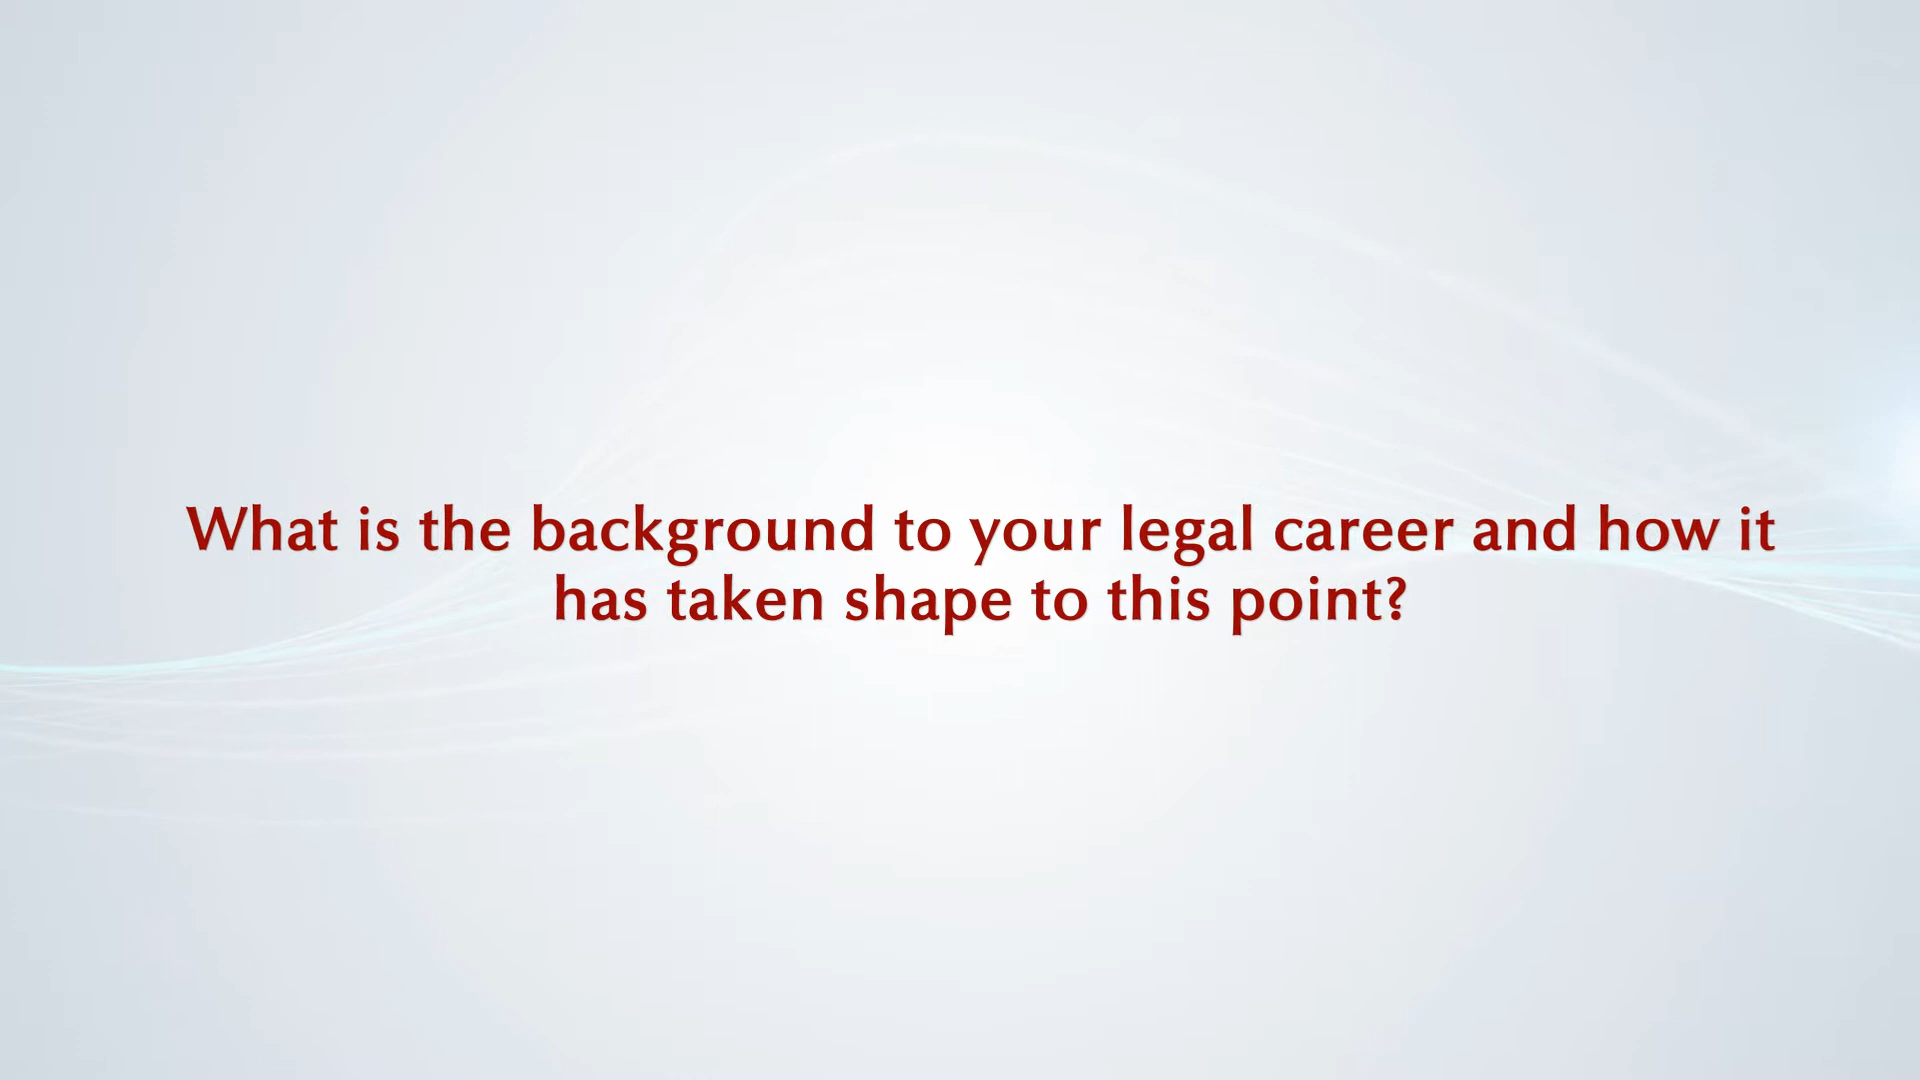 What is the background to your legal career and how it
has taken shape to this point?